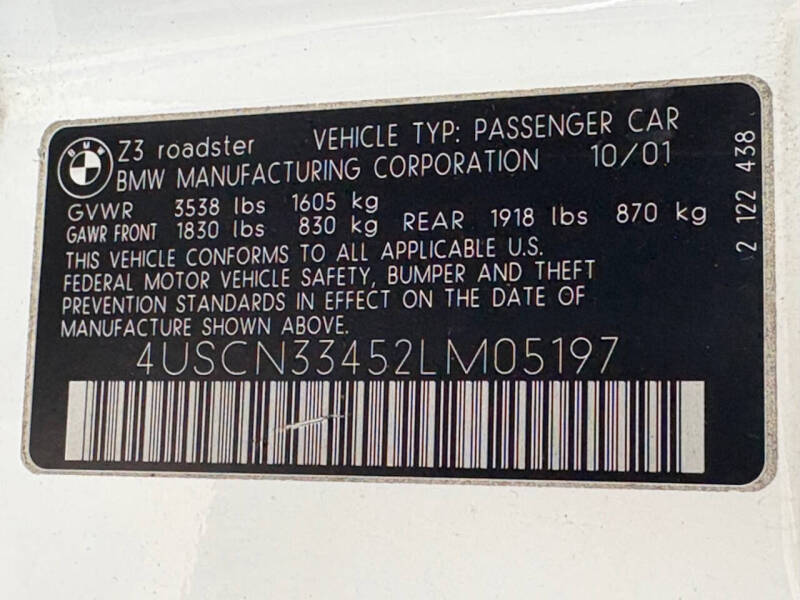 BMW
Z3 roadster VEHICLE TYP: PASSENGER CAR
BMW MANUFACTURING CORPORATION 10/01
GVWR 3538 lbs 1605 kg
GAWR FRONT 1830 lbs 830 kg REAR 1918 lbs 870 kg
THIS VEHICLE CONFORMS TO ALL APPLICABLE U.S.
FEDERAL MOTOR VEHICLE SAFETY, BUMPER AND THEFT
PREVENTION STANDARDS IN EFFECT ON THE DATE OF
MANUFACTURE SHOWN ABOVE.
4USCN33452LM05197
2 122 438